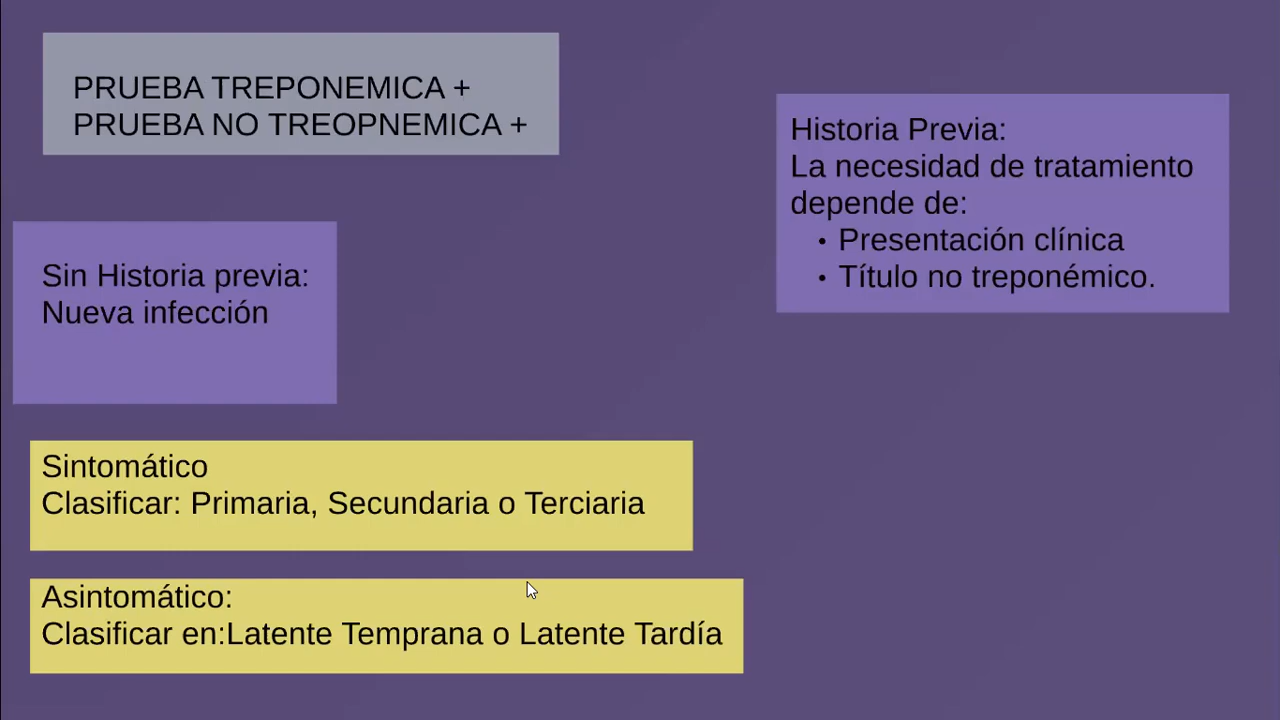 PRUEBA TREPONEMICA +
PRUEBA NO TREOPNEMICA +
Historia Previa:
La necesidad de tratamiento
depende de:
• Presentación clínica
• Título no treponémico.
Sin Historia previa:
Nueva infección
Sintomático
Clasificar: Primaria, Secundaria o Terciaria
Asintomático:
Clasificar en:Latente Temprana o Latente Tardía